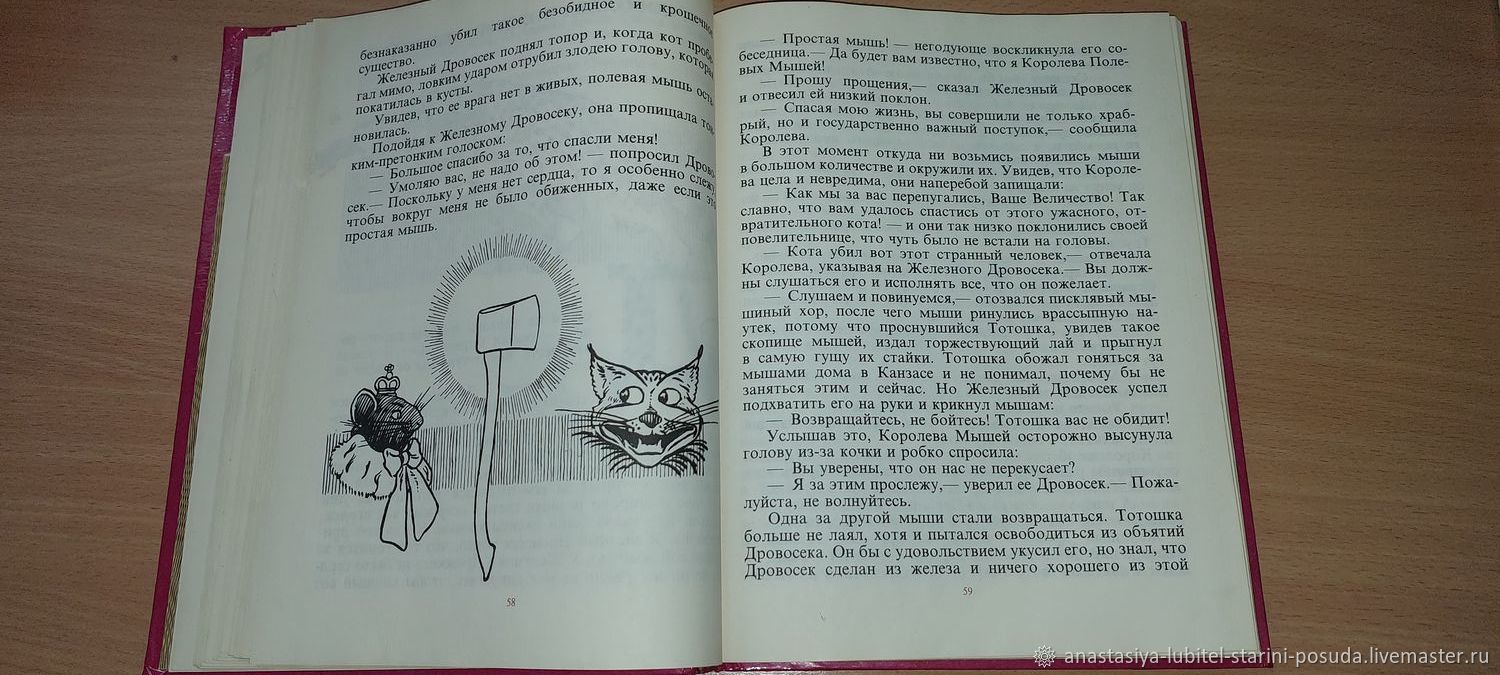 безнаказанно убил такое безобидное и крошечное
существо.
Железный Дровосек поднял топор и, когда кот пробе-
гал мимо, ловким ударом отрубил злодею голову, которая
покатилась в кусты.
Увидев, что ее врага нет в живых, полевая мышь оста-
новилась.
Подойдя к Железному Дровосеку, она пропищала тон-
ким-претонким голоском:
— Большое спасибо за то, что спасли меня!
— Умоляю вас, не надо об этом! — попросил Дрово-
сек.— Поскольку у меня нет сердца, то я особенно слежу,
чтобы вокруг меня не было обиженных, даже если это
простая мышь.
58
— Простая мышь! — негодующе воскликнула его со-
беседница.— Да будет вам известно, что я Королева Поле-
вых Мышей!
— Прошу прощения,— сказал Железный Дровосек
и отвесил ей низкий поклон.
— Спасая мою жизнь, вы совершили не только храб-
рый, но и государственно важный поступок,— сообщила
Королева.
В этот момент откуда ни возьмись появились мыши
в большом количестве и окружили их. Увидев, что Короле-
ва цела и невредима, они наперебой запищали:
— Как мы за вас перепугались, Ваше Величество! Так
славно, что вам удалось спастись от этого ужасного, от-
вратительного кота! — и они так низко поклонились своей
повелительнице, что чуть было не встали на головы.
— Кота убил вот этот странный человек,— отвечала
Королева, указывая на Железного Дровосека.— Вы долж-
ны слушаться его и исполнять все, что он пожелает.
— Слушаем и повинуемся,— отозвался писклявый мы-
шиный хор, после чего мыши ринулись врассыпную на-
утек, потому что проснувшийся Тотошка, увидев такое
скопище мышей, издал торжествующий лай и прыгнул
в самую гущу их стайки. Тотошка обожал гоняться за
мышами дома в Канзасе и не понимал, почему бы не
заняться этим и сейчас. Но Железный Дровосек успел
подхватить его на руки и крикнул мышам:
— Возвращайтесь, не бойтесь! Тотошка вас не обидит!
Услышав это, Королева Мышей осторожно высунула
голову из-за кочки и робко спросила:
— Вы уверены, что он нас не перекусает?
— Я за этим прослежу,— уверил ее Дровосек.— Пожа-
луйста, не волнуйтесь.
Одна за другой мыши стали возвращаться. Тотошка
больше не лаял, хотя и пытался освободиться из объятий
Дровосека. Он бы с удовольствием укусил его, но знал, что
Дровосек сделан из железа и ничего хорошего из этой
59
anastasiya-lubitel-starini-posuda.livemaster.ru